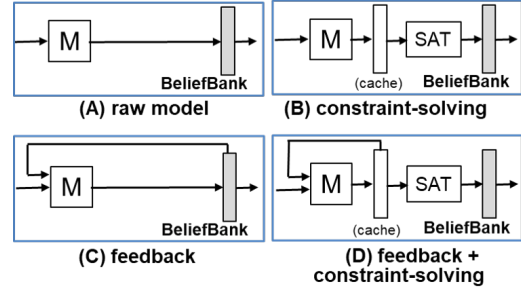 M
BeliefBank
(A) raw model
M
SAT
(cache)
BeliefBank
(B) constraint-solving
M
BeliefBank
(C) feedback
M
SAT
(cache)
BeliefBank
(D) feedback +
constraint-solving